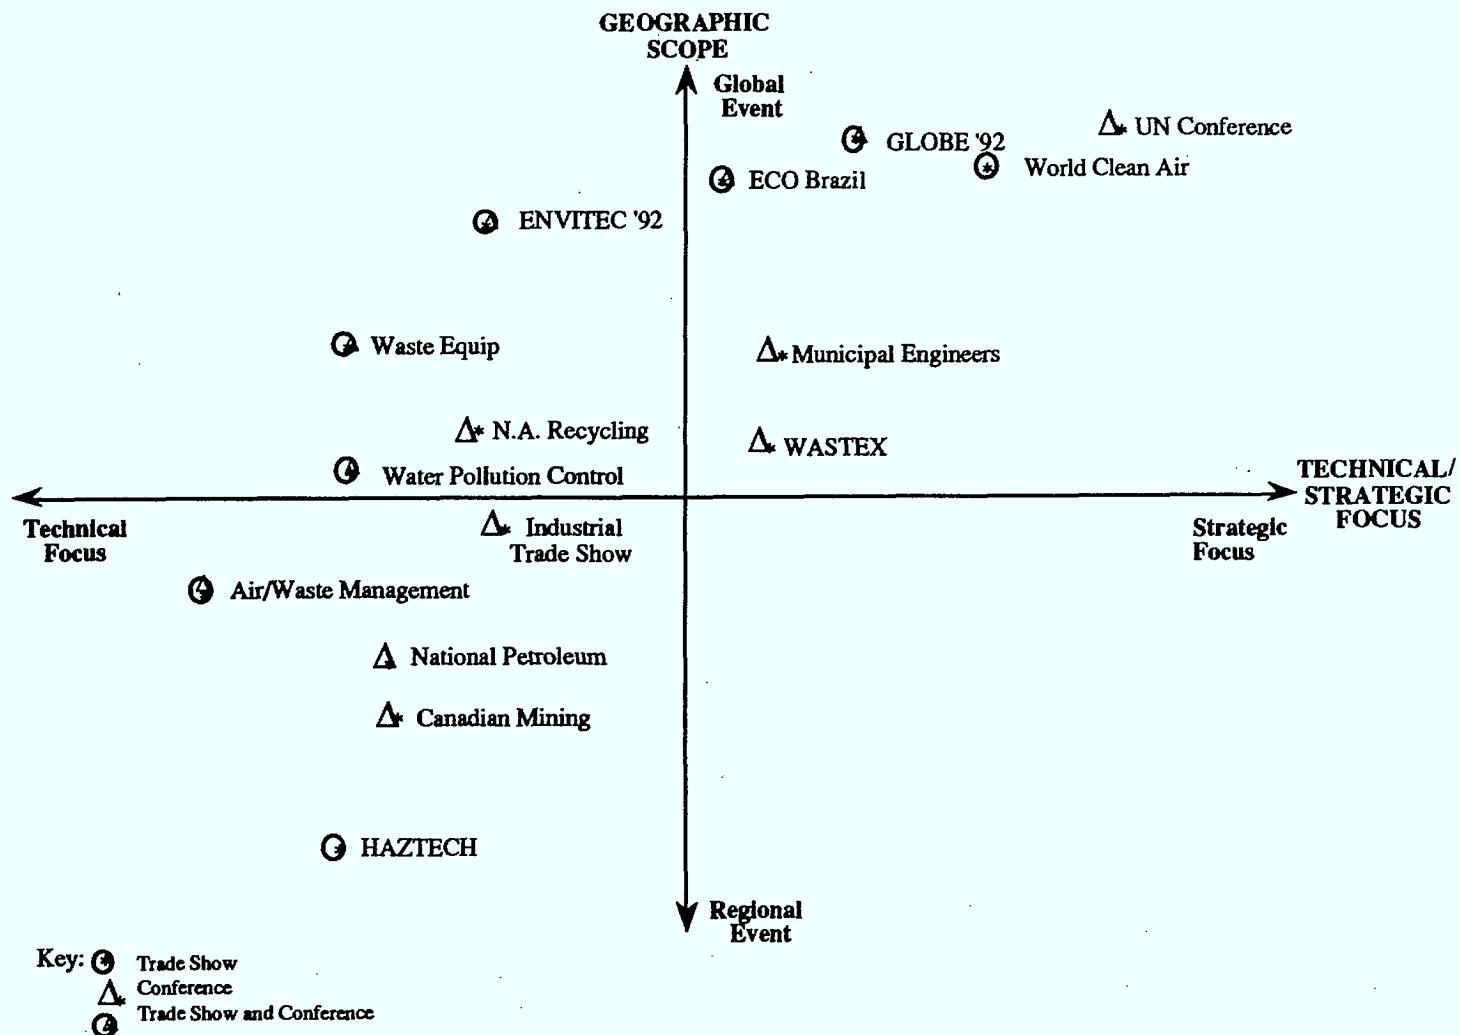 GEOGRAPHIC
SCOPE
Global
Event
UN Conference
GLOBE '92
World Clean Air
ECO Brazil
ENVITEC '92
Waste Equip
Municipal Engineers
N.A. Recycling
WASTEX
Water Pollution Control
TECHNICAL/
STRATEGIC
FOCUS
Technical
Focus
Industrial
Trade Show
Strategic
Focus
Air/Waste Management
National Petroleum
Canadian Mining
HAZTECH
Regional
Event
Key: Trade Show
Conference
Trade Show and Conference